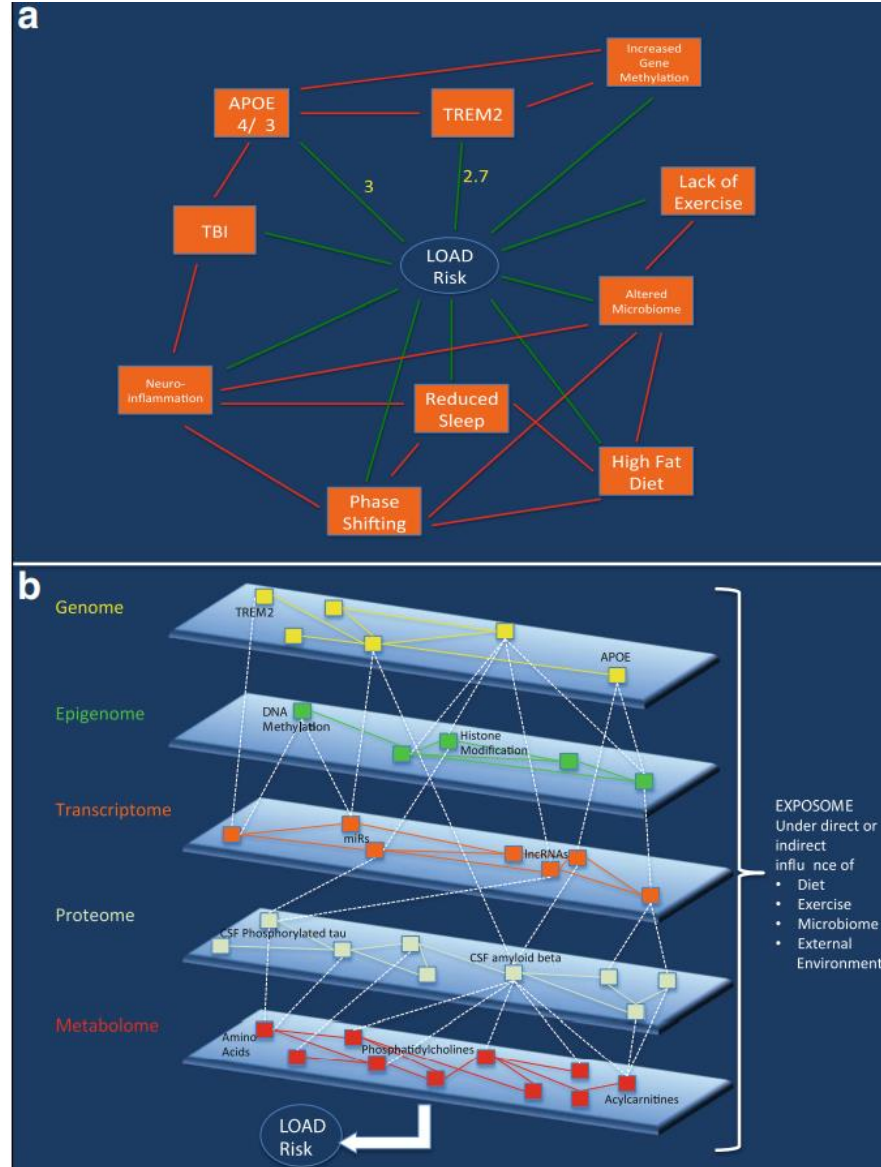 a
Increased
Gene
Methylation
APOE
4/ 3
TREM2
3
2.7
Lack of
Exercise
TBI
LOAD
Risk
Altered
Microbiome
Neuro-
inflammation
Reduced
Sleep
High Fat
Diet
Phase
Shifting
b
Genome
TREM2
APOE
Epigenome
DNA
Methylation
Histone
Modification
Transcriptome
miRs
lncRNAs
Proteome
CSF Phosphorylated tau
CSF amyloid beta
Metabolome
Amino
Acids
Phosphatidylcholines
Acylcarnitines
LOAD
Risk
EXPOSOME
Under direct or
indirect
influ nce of
• Diet
• Exercise
• Microbiome
• External
Environment